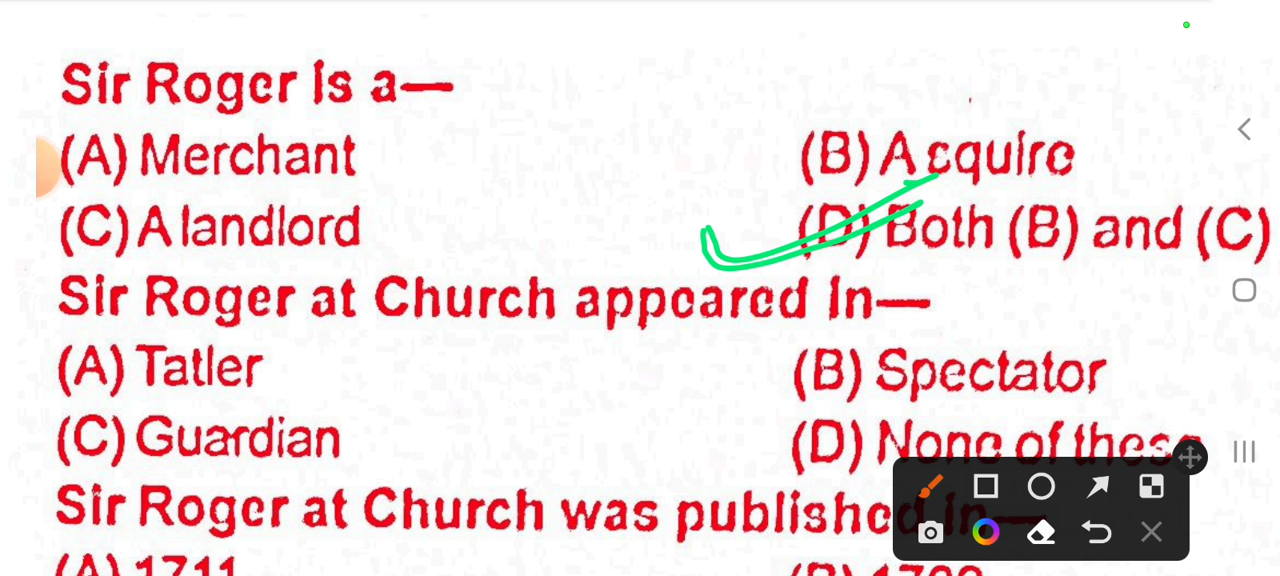 Sir Roger is a—
(A) Merchant (B) A squire
(C) A landlord (D) Both (B) and (C)
Sir Roger at Church appeared in—
(A) Tatler (B) Spectator
(C) Guardian (D) None of these
Sir Roger at Church was published in—
(A) 1711 (B)